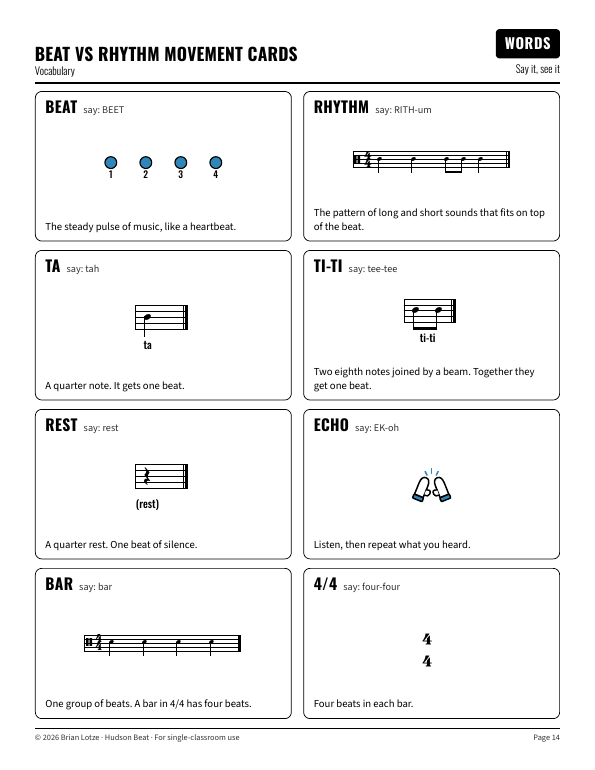 BEAT VS RHYTHM MOVEMENT CARDS
Vocabulary
WORDS
Say it, see it
BEAT say: BEET
1 2 3 4
The steady pulse of music, like a heartbeat.
RHYTHM say: RITH-um
4
4
The pattern of long and short sounds that fits on top
of the beat.
TA say: tah
ta
A quarter note. It gets one beat.
TI-TI say: tee-tee
ti-ti
Two eighth notes joined by a beam. Together they
get one beat.
REST say: rest
(rest)
A quarter rest. One beat of silence.
ECHO say: EK-oh
Listen, then repeat what you heard.
BAR say: bar
4
4
One group of beats. A bar in 4/4 has four beats.
4/4 say: four-four
4
4
Four beats in each bar.
© 2026 Brian Lotze · Hudson Beat · For single-classroom use
Page 14